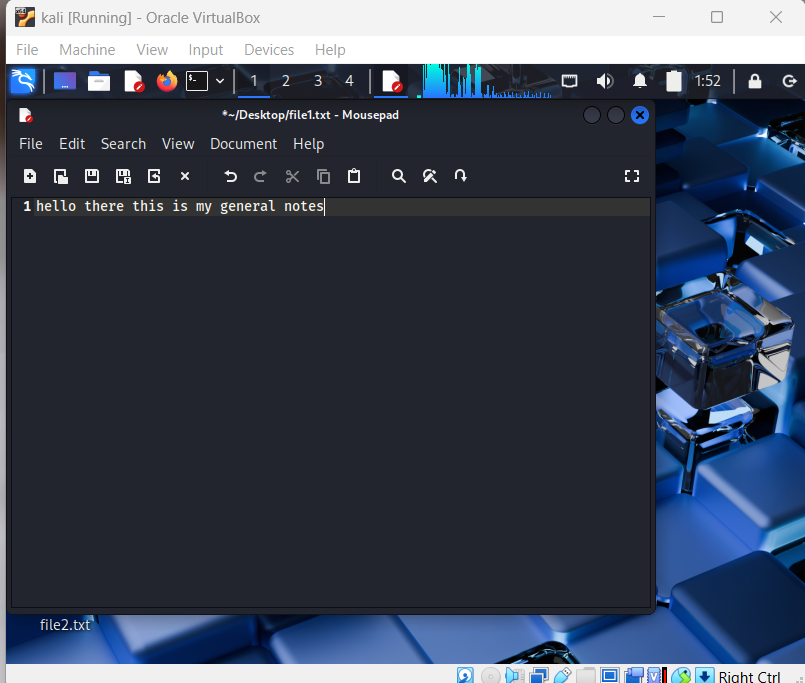 kali [Running] - Oracle VirtualBox
File Machine View Input Devices Help
1 2 3 4 1:52
*~/Desktop/file1.txt - Mousepad
File Edit Search View Document Help
1 hello there this is my general notes
file2.txt
Right Ctrl